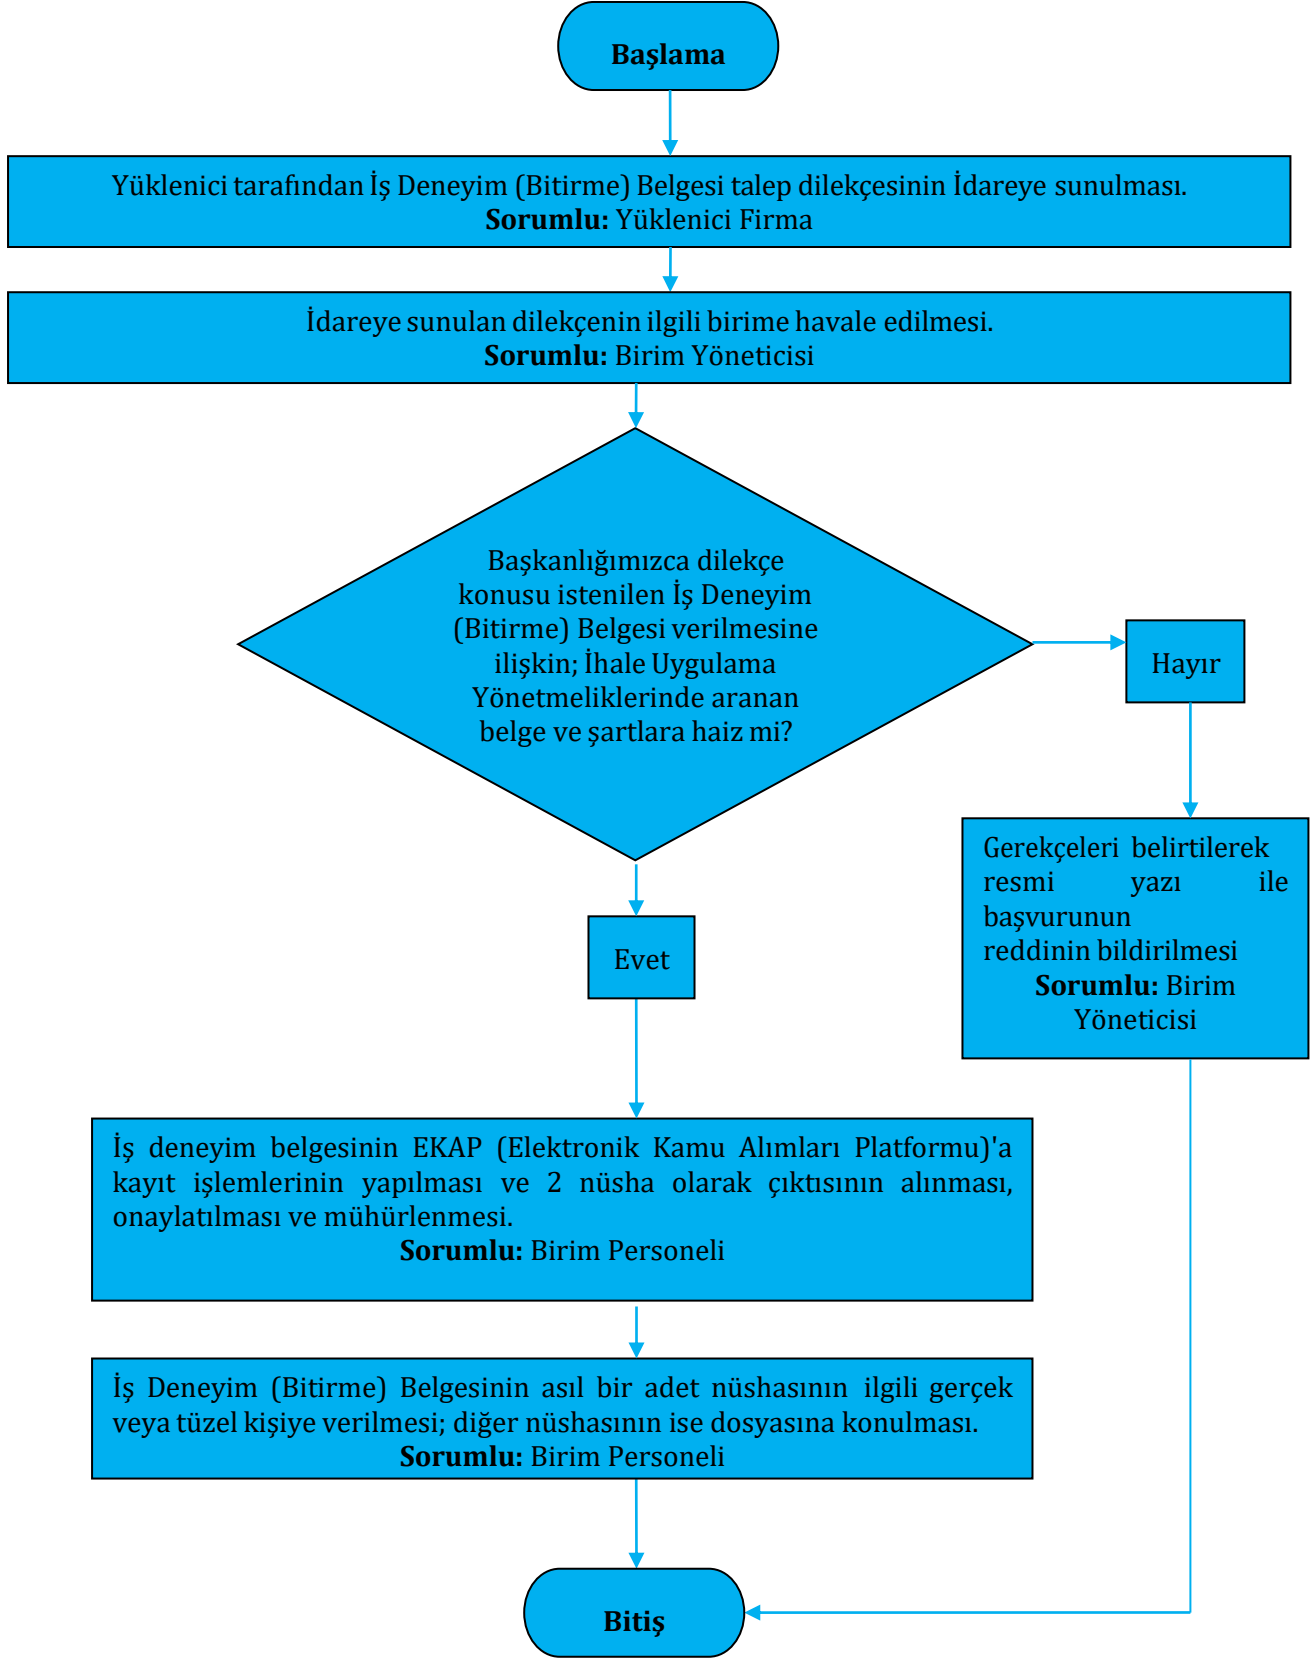 Başlama
Yüklenici tarafından İş Deneyim (Bitirme) Belgesi talep dilekçesinin İdareye sunulması.
Sorumlu: Yüklenici Firma
İdareye sunulan dilekçenin ilgili birime havale edilmesi.
Sorumlu: Birim Yöneticisi
Başkanlığımızca dilekçe
konusu istenilen İş Deneyim
(Bitirme) Belgesi verilmesine
ilişkin; İhale Uygulama
Yönetmeliklerinde aranan
belge ve şartlara haiz mi?
Hayır
Gerekçeleri belirtilerek
resmi yazı ile
başvurunun
reddinin bildirilmesi
Sorumlu: Birim
Yöneticisi
Evet
İş deneyim belgesinin EKAP (Elektronik Kamu Alımları Platformu)'a
kayıt işlemlerinin yapılması ve 2 nüsha olarak çıktısının alınması,
onaylatılması ve mühürlenmesi.
Sorumlu: Birim Personeli
İş Deneyim (Bitirme) Belgesinin asıl bir adet nüshasının ilgili gerçek
veya tüzel kişiye verilmesi; diğer nüshasının ise dosyasına konulması.
Sorumlu: Birim Personeli
Bitiş